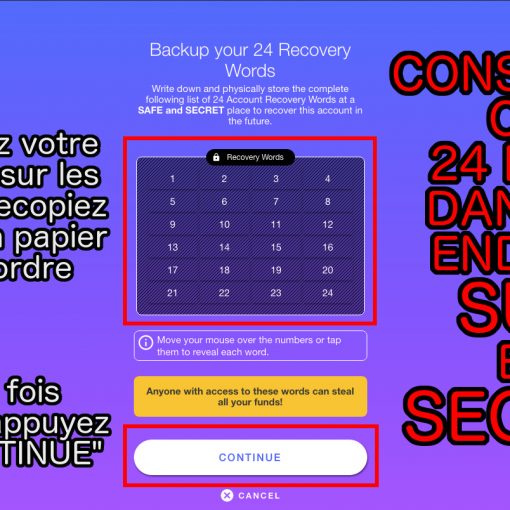 Backup your 24 Recovery
Words
Write down and physically store the complete
following list of 24 Account Recovery Words at a
SAFE and SECRET place to recover this account in
the future.
Recovery Words
1 2 3 4
5 6 7 8
9 10 11 12
13 14 15 16
17 18 19 20
21 22 23 24
Move your mouse over the numbers or tap
them to reveal each word.
Anyone with access to these words can steal
all your funds!
CONTINUE
CANCEL
z votre
sur les
ecopiez
papier
ordre
fois
appuyez
TINUE"
CONS
24
DAN
END
SEC